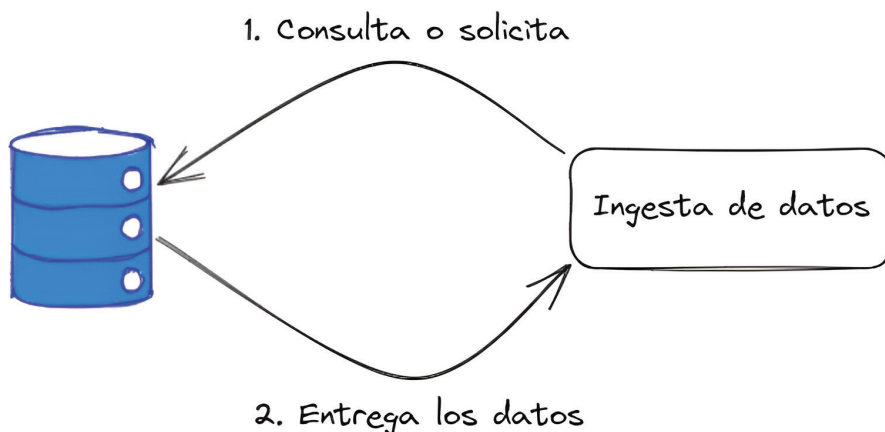 1. Consulta o solicita
Ingesta de datos
2. Entrega los datos